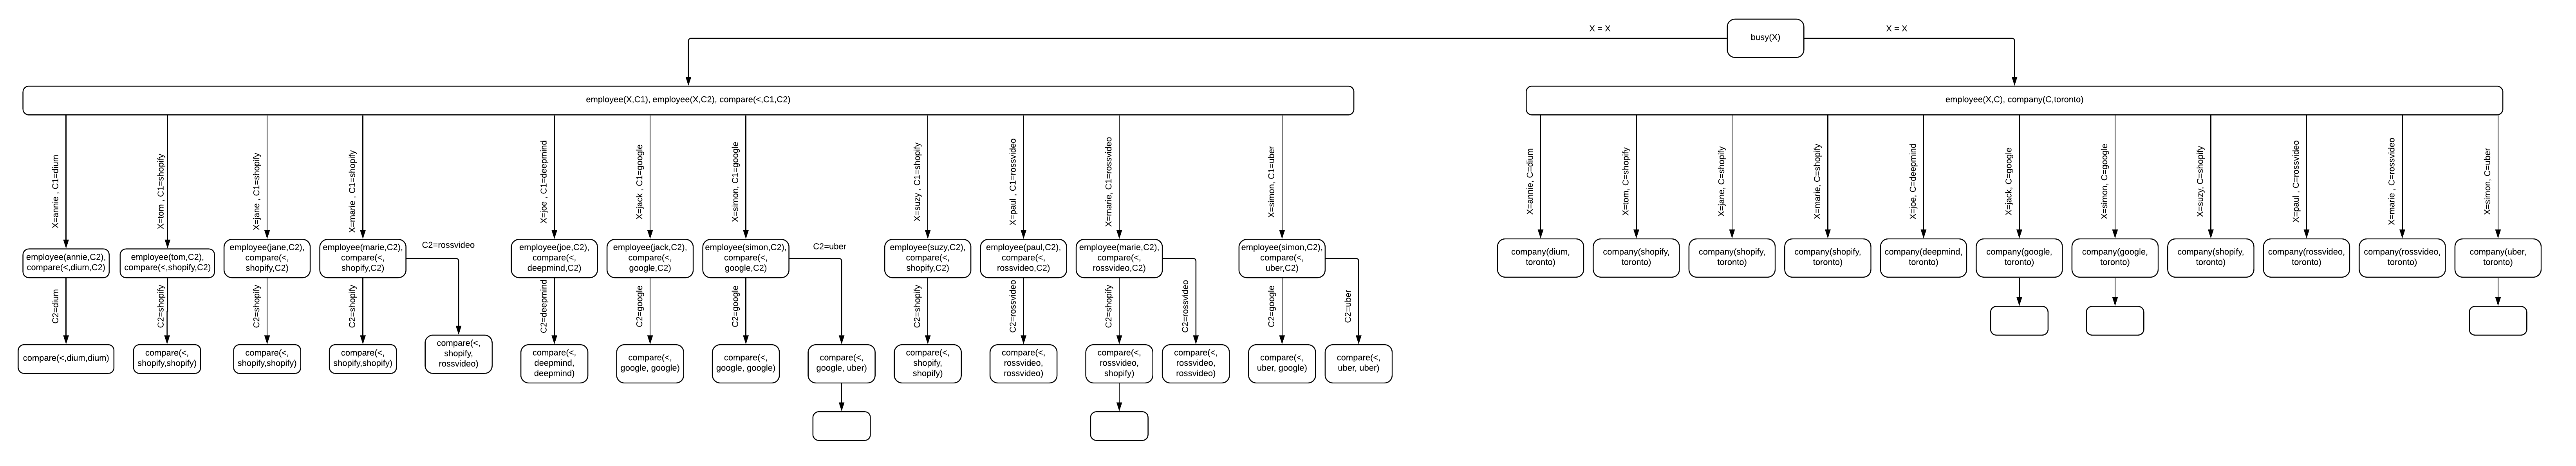 X = X
X = X
busy(X)
employee(X,C1), employee(X,C2), compare(<,C1,C2)
employee(X,C), company(C,toronto)
X=annie , C1=dium
X=tom , C1=shopify
X=jane , C1=shopify
X=marie , C1=shopify
X=joe , C1=deepmind
X=jack , C1=google
X=simon, C1=google
X=suzy , C1=shopify
X=paul , C1=rossvideo
X=marie, C1=rossvideo
X=simon, C1=uber
X=annie, C=dium
X=tom, C=shopify
X=jane, C=shopify
X=marie, C=shopify
X=joe, C=deepmind
X=jack, C=google
X=simon, C=google
X=suzy, C=shopify
X=paul , C=rossvideo
X=marie , C=rossvideo
X=simon, C=uber
employee(annie,C2),
compare(<,dium,C2)
employee(tom,C2),
compare(<,shopify,C2)
employee(jane,C2),
compare(<,
shopify,C2)
employee(marie,C2),
compare(<,
shopify,C2)
C2=rossvideo
employee(joe,C2),
compare(<,
deepmind,C2)
employee(jack,C2),
compare(<,
google,C2)
employee(simon,C2),
compare(<,
google,C2)
C2=uber
employee(suzy,C2),
compare(<,
shopify,C2)
employee(paul,C2),
compare(<,
rossvideo,C2)
employee(marie,C2),
compare(<,
rossvideo,C2)
employee(simon,C2),
compare(<,
uber,C2)
company(dium,
toronto)
company(shopify,
toronto)
company(shopify,
toronto)
company(shopify,
toronto)
company(deepmind,
toronto)
company(google,
toronto)
company(google,
toronto)
company(shopify,
toronto)
company(rossvideo,
toronto)
company(rossvideo,
toronto)
company(uber,
toronto)
C2=dium
C2=shopify
C2=shopify
C2=shopify
C2=deepmind
C2=google
C2=google
C2=shopify
C2=rossvideo
C2=shopify
C2=rossvideo
C2=google
C2=uber
compare(<,dium,dium)
compare(<,
shopify,shopify)
compare(<,
shopify,shopify)
compare(<,
shopify,shopify)
compare(<,
shopify,
rossvideo)
compare(<,
deepmind,
deepmind)
compare(<,
google, google)
compare(<,
google, google)
compare(<,
google, uber)
compare(<,
shopify,
shopify)
compare(<,
rossvideo,
rossvideo)
compare(<,
rossvideo,
shopify)
compare(<,
rossvideo,
rossvideo)
compare(<,
uber, google)
compare(<,
uber, uber)